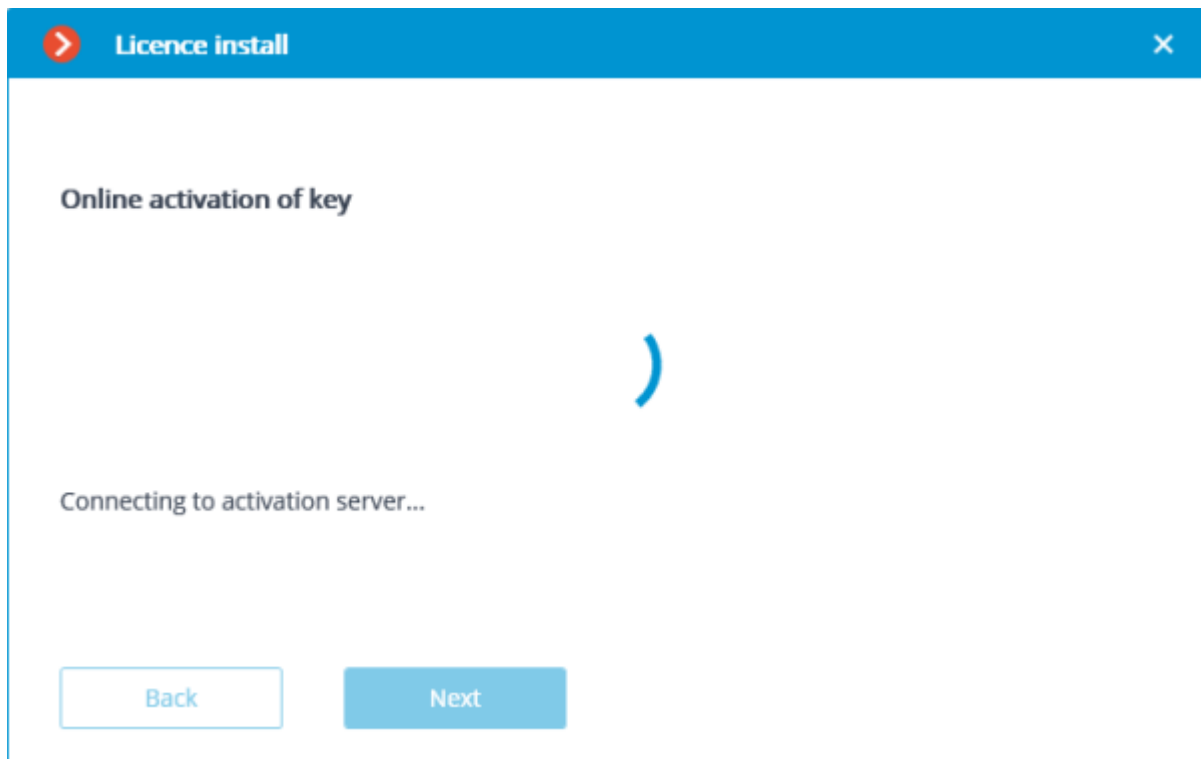 Licence install
Online activation of key
Connecting to activation server...
Back
Next